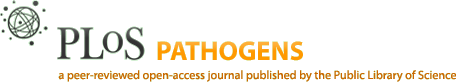 PLoS PATHOGENS
a peer-reviewed open-access journal published by the Public Library of Science